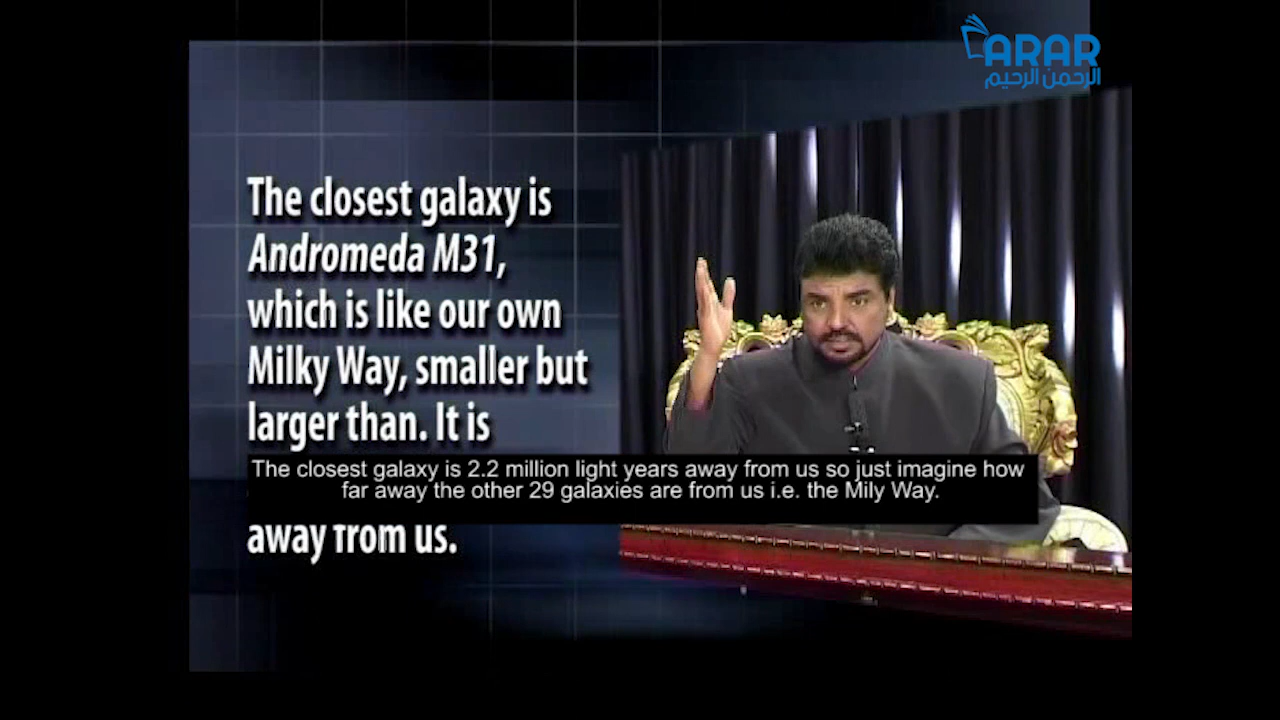 ARAR
الرحمن الرحيم
The closest galaxy is
Andromeda M31,
which is like our own
Milky Way, smaller but
larger than. It is
The closest galaxy is 2.2 million light years away from us so just imagine how
far away the other 29 galaxies are from us i.e. the Mily Way.
away from us.